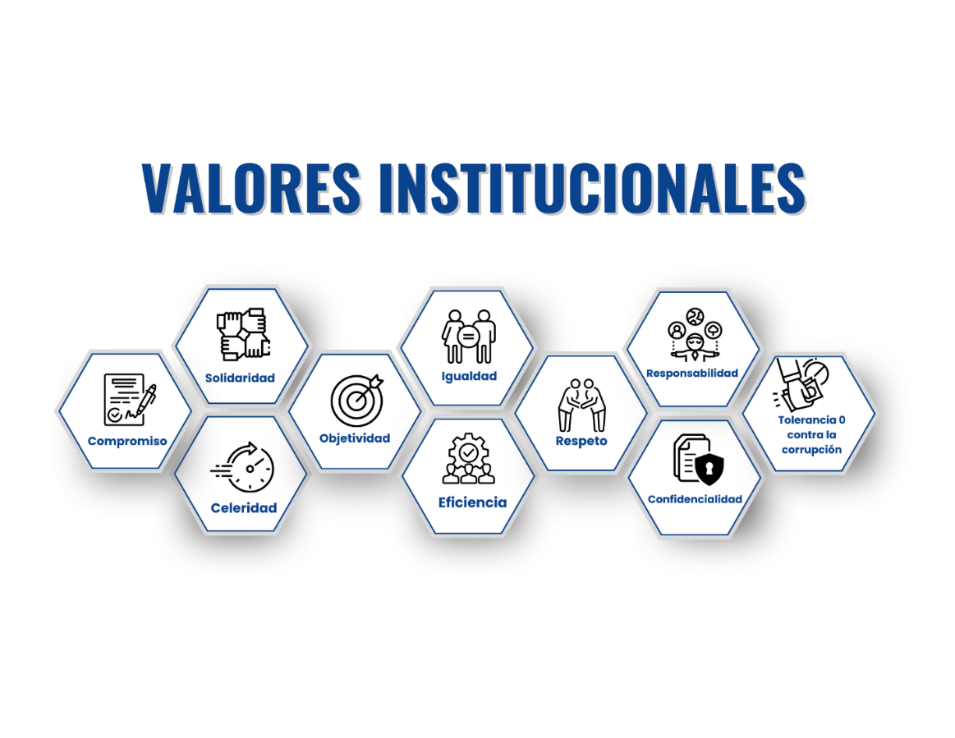 VALORES INSTITUCIONALES
Compromiso
Solidaridad
Celeridad
Objetividad
Igualdad
Eficiencia
Respeto
Responsabilidad
Confidencialidad
Tolerancia 0
contra la
corrupción